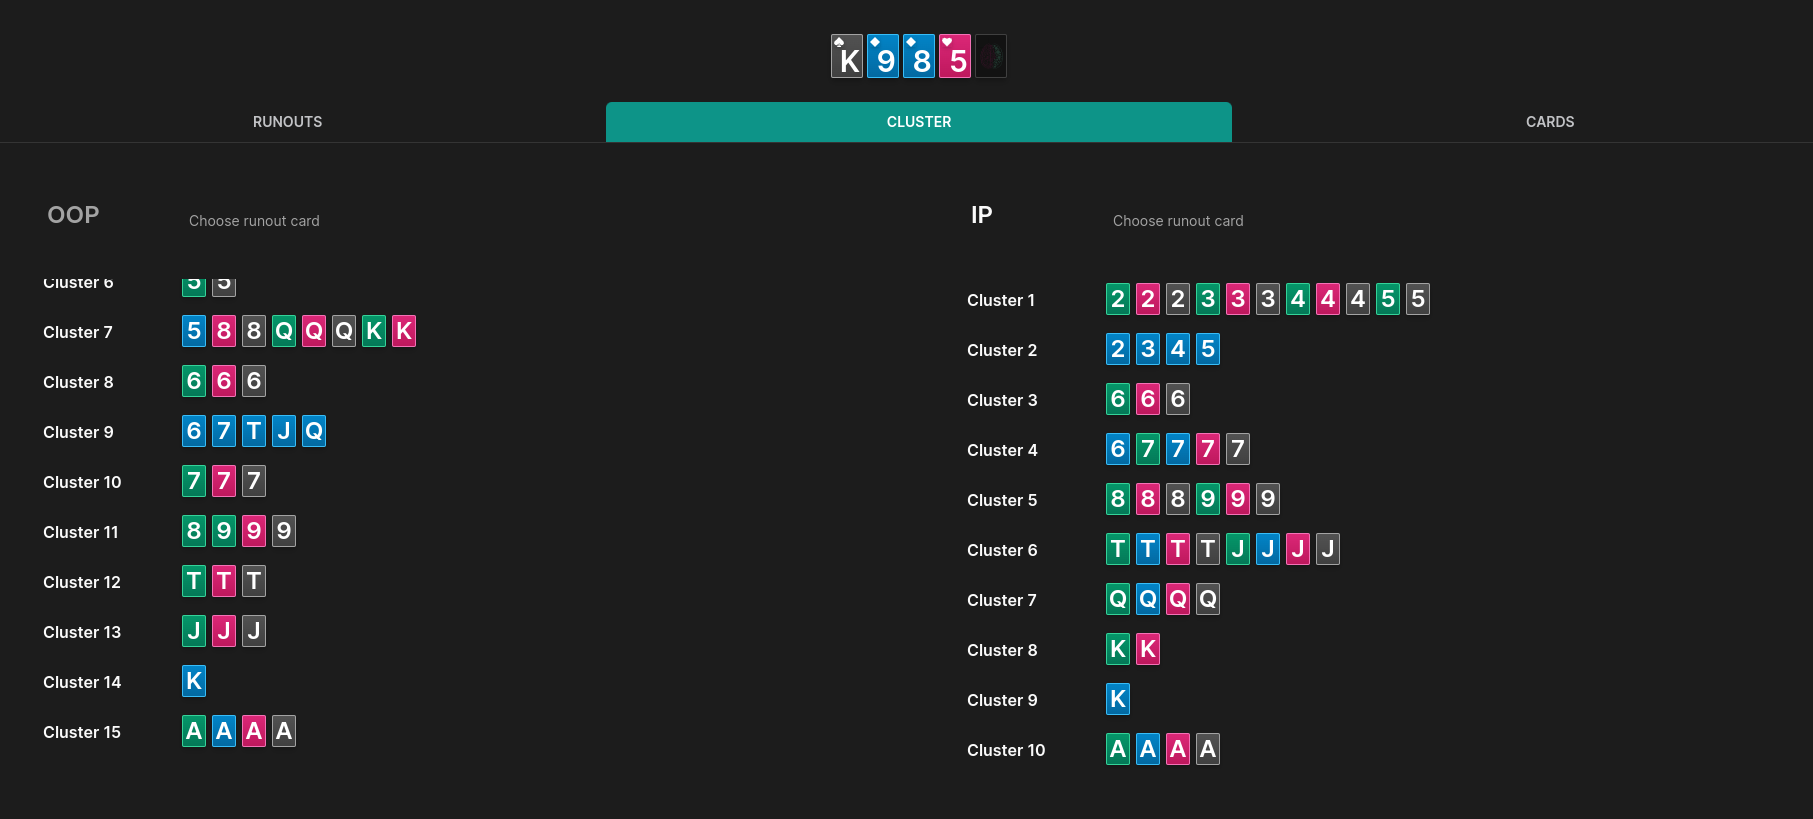 K 9 8 5
RUNOUTS CLUSTER CARDS
OOP Choose runout card
Cluster 6 5 5
Cluster 7 5 8 8 Q Q Q K K
Cluster 8 6 6 6
Cluster 9 6 7 T J Q
Cluster 10 7 7 7
Cluster 11 8 9 9 9
Cluster 12 T T T
Cluster 13 J J J
Cluster 14 K
Cluster 15 A A A A
IP Choose runout card
Cluster 1 2 2 2 3 3 3 4 4 4 5 5
Cluster 2 2 3 4 5
Cluster 3 6 6 6
Cluster 4 6 7 7 7 7
Cluster 5 8 8 8 9 9 9
Cluster 6 T T T T J J J J
Cluster 7 Q Q Q Q
Cluster 8 K K
Cluster 9 K
Cluster 10 A A A A